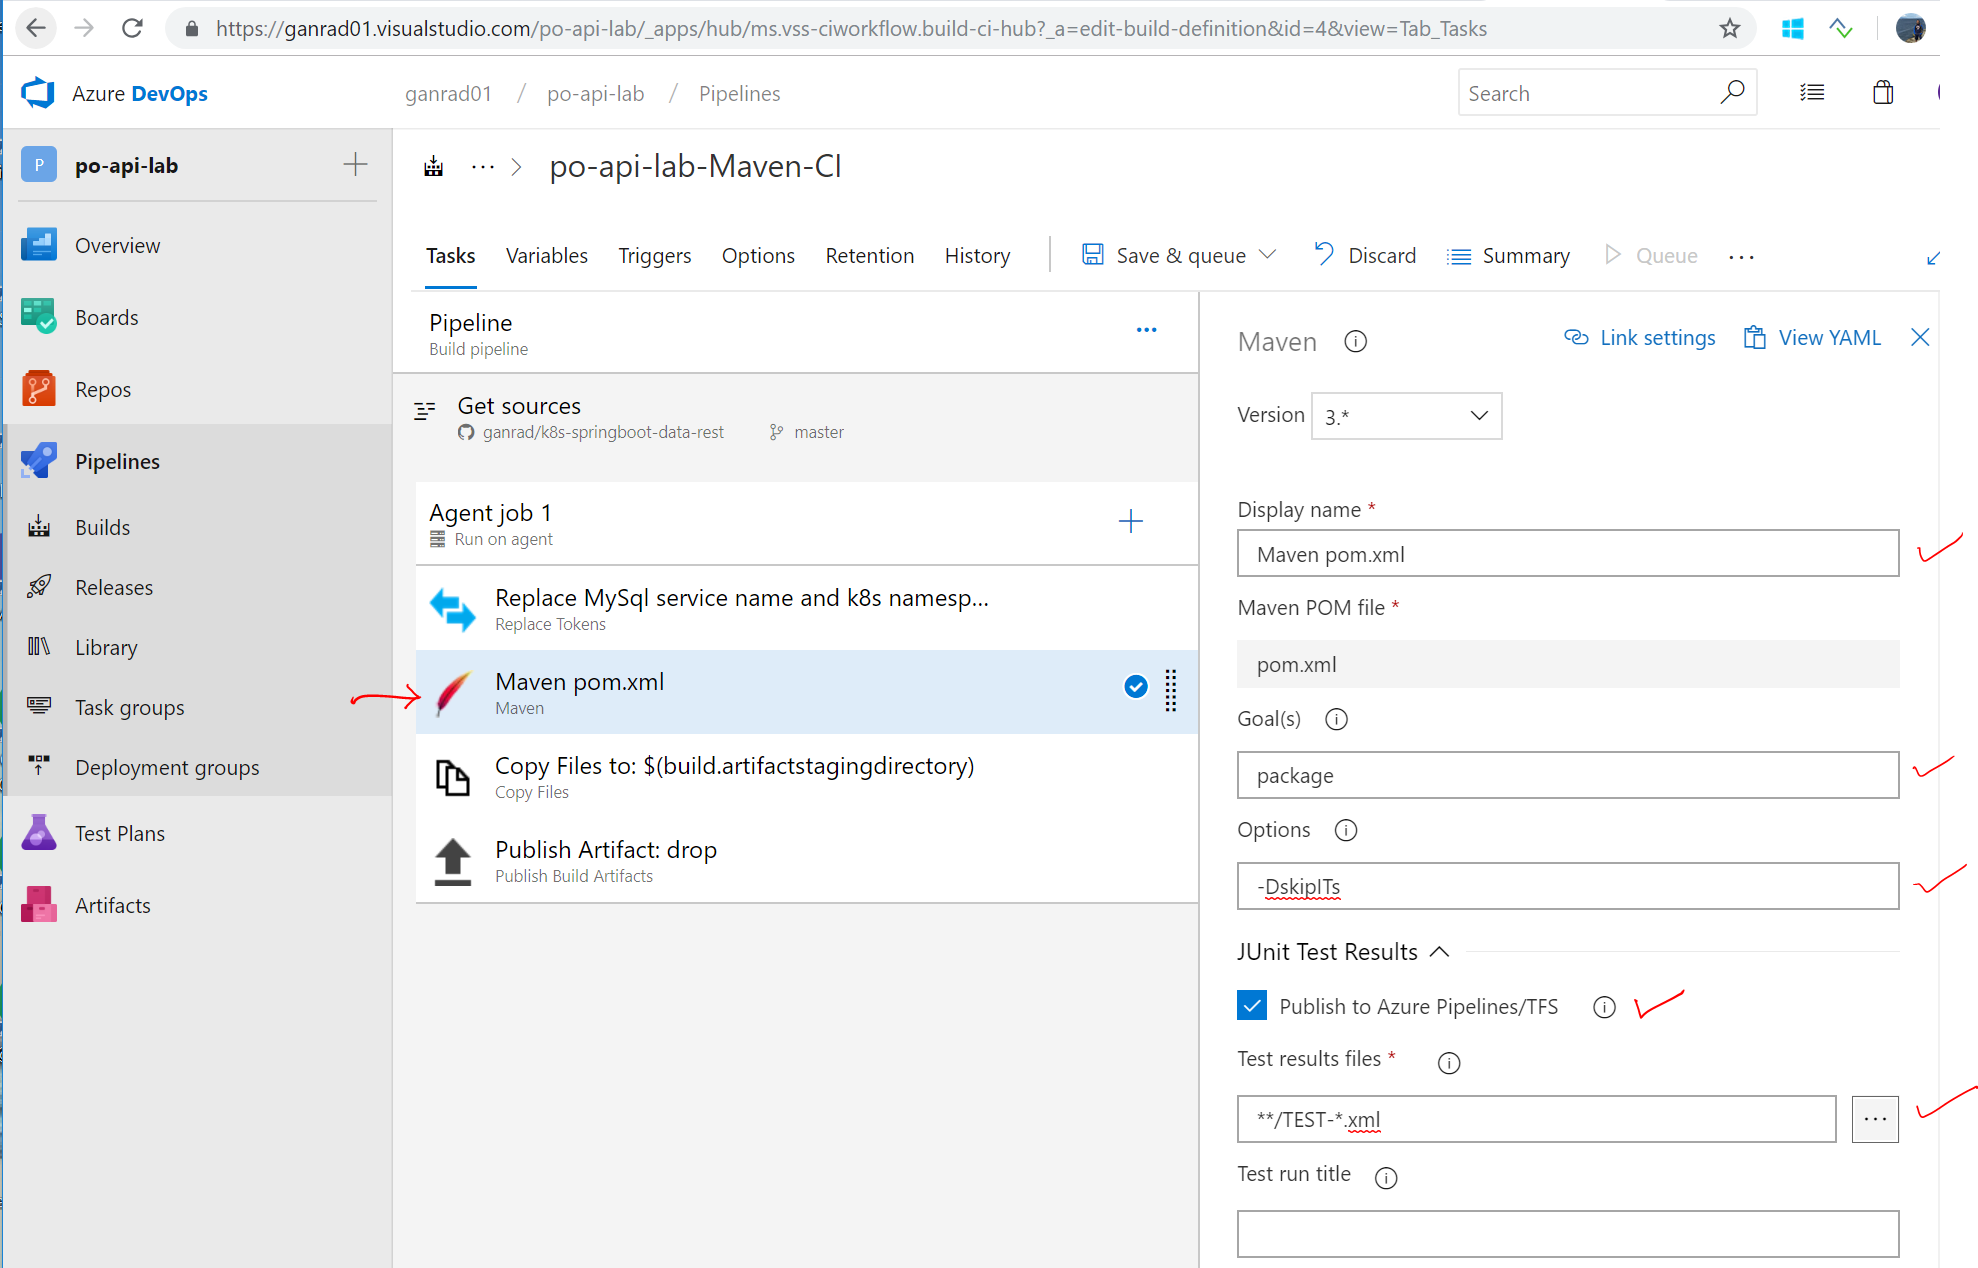 https://ganrad01.visualstudio.com/po-api-lab/_apps/hub/ms.vss-ciworkflow.build-ci-hub?_a=edit-build-definition&id=4&view=Tab_Tasks
Azure DevOps
ganrad01 / po-api-lab / Pipelines
Search
P po-api-lab
Overview
Boards
Repos
Pipelines
Builds
Releases
Library
Task groups
Deployment groups
Test Plans
Artifacts
... > po-api-lab-Maven-CI
Tasks Variables Triggers Options Retention History Save & queue Discard Summary Queue ...
Pipeline
Build pipeline
...
Get sources
ganrad/k8s-springboot-data-rest master
Agent job 1
Run on agent
Replace MySql service name and k8s namesp...
Replace Tokens
Maven pom.xml
Maven
Copy Files to: $(build.artifactstagingdirectory)
Copy Files
Publish Artifact: drop
Publish Build Artifacts
Maven Link settings View YAML
Version 3.*
Display name *
Maven pom.xml
Maven POM file *
pom.xml
Goal(s)
package
Options
-DskipITs
JUnit Test Results
Publish to Azure Pipelines/TFS
Test results files *
**/TEST-*.xml
...
Test run title